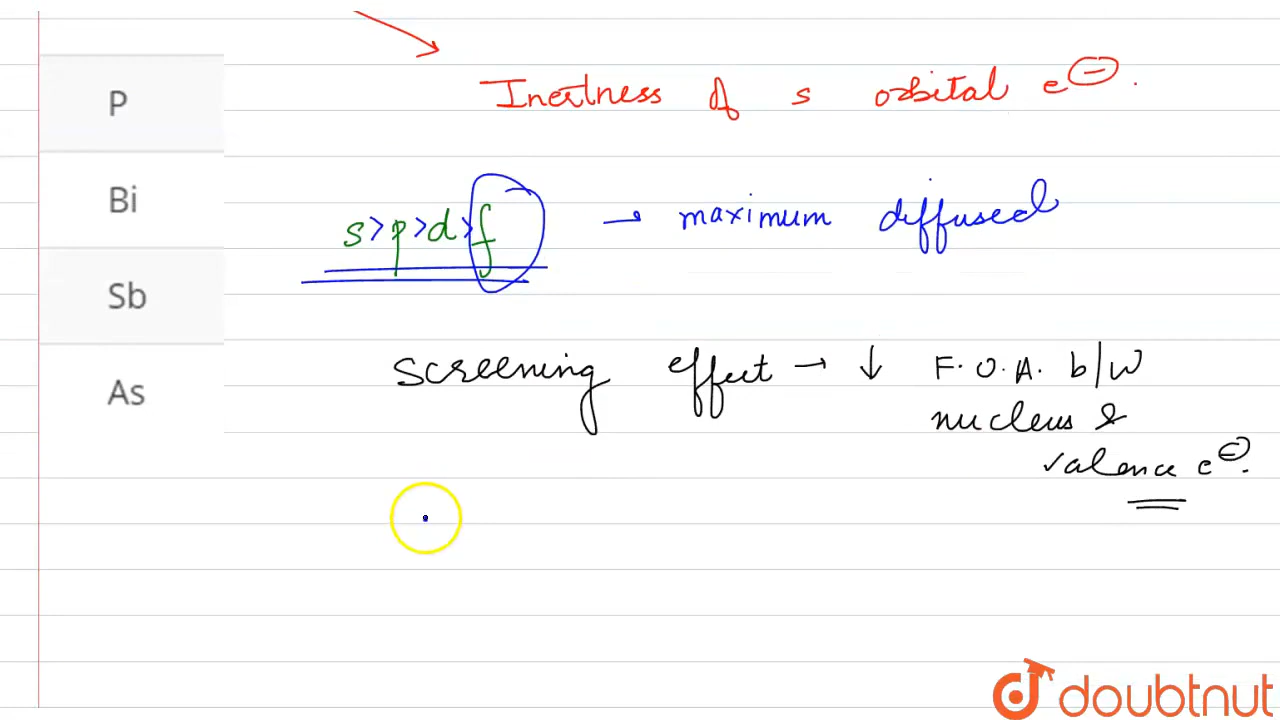 P
Bi
Sb
As
Inertness of s orbital e⊖.
s>p>d>f → maximum diffused
Screening effect → ↓ F.O.A. b/w
nucleus &
valence e⊖.
doubtnut